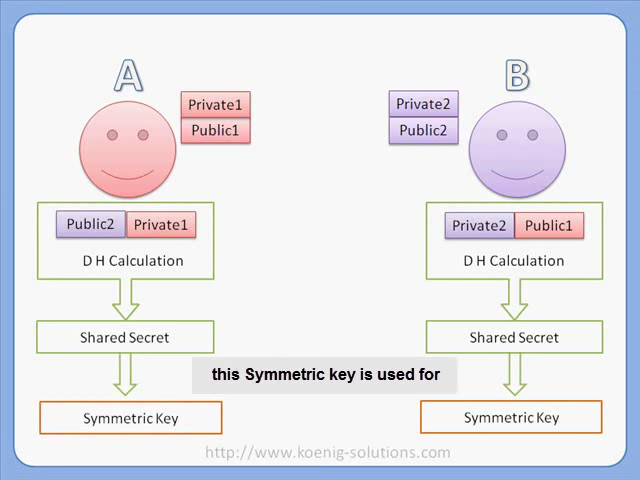 A
B
Private1
Public1
Private2
Public2
Public2 Private1
D H Calculation
Private2 Public1
D H Calculation
Shared Secret
Shared Secret
this Symmetric key is used for
Symmetric Key
Symmetric Key
http://www.koenig-solutions.com